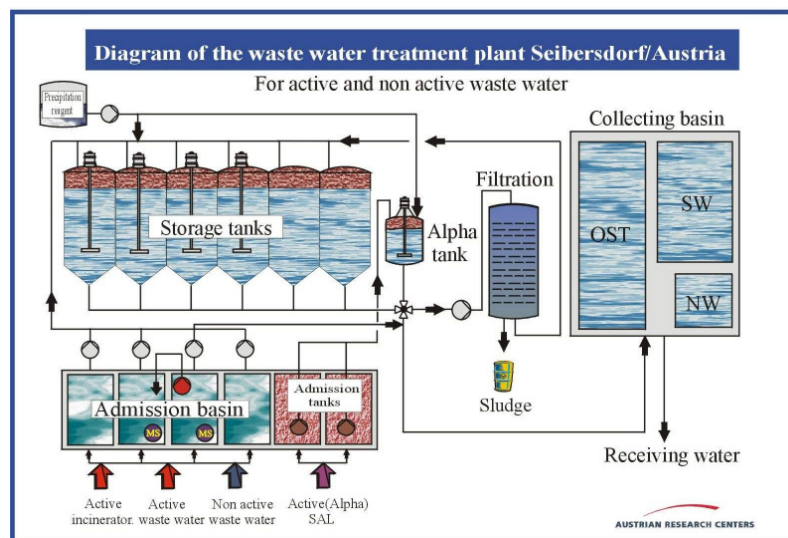 Diagram of the waste water treatment plant Seibersdorf/Austria
For active and non active waste water
Precipitation
reagent
Collecting basin
Filtration
Storage tanks
Alpha
tank
OST
SW
NW
Admission basin
Admission
tanks
MS
MS
Sludge
Receiving water
Active
incinerator.
Active
waste water
Non active
waste water
Active(Alpha)
SAL
AUSTRIAN RESEARCH CENTERS